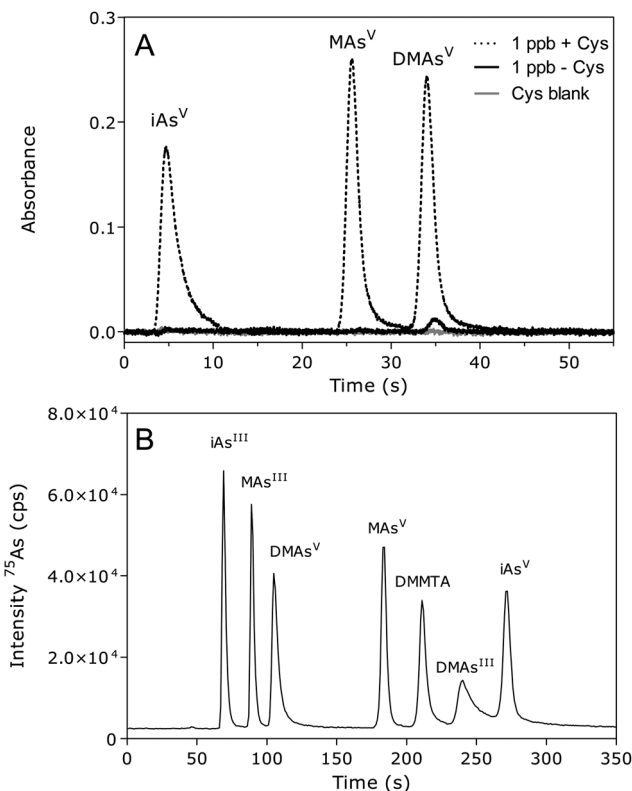 A
0.3
0.2
0.1
0.0
Absorbance
iAsⱽ
MAsⱽ
DMAsⱽ
1 ppb + Cys
1 ppb - Cys
Cys blank
0 10 20 30 40 50
Time (s)
B
8.0×10⁴
6.0×10⁴
4.0×10⁴
2.0×10⁴
0
Intensity ⁷⁵As (cps)
iAsᴵᴵᴵ
MAsᴵᴵᴵ
DMAsⱽ
MAsⱽ
DMMTA
DMAsᴵᴵᴵ
iAsⱽ
0 50 100 150 200 250 300 350
Time (s)